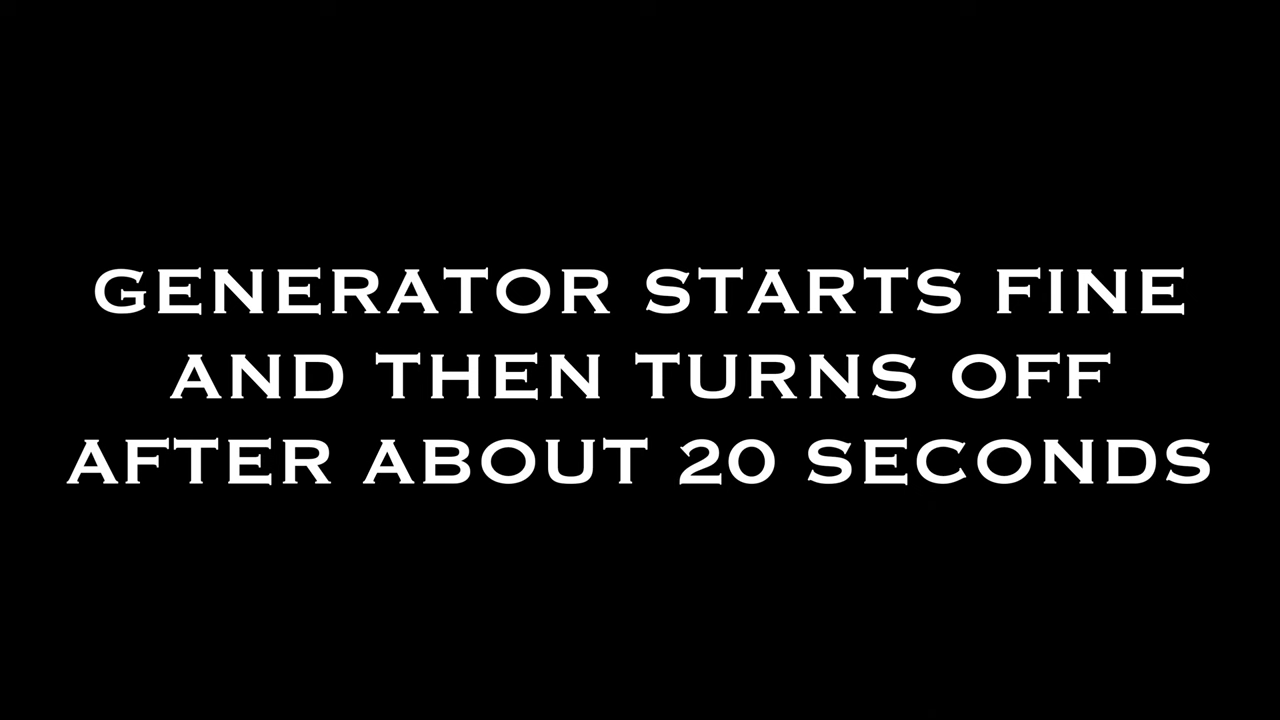 GENERATOR STARTS FINE
AND THEN TURNS OFF
AFTER ABOUT 20 SECONDS